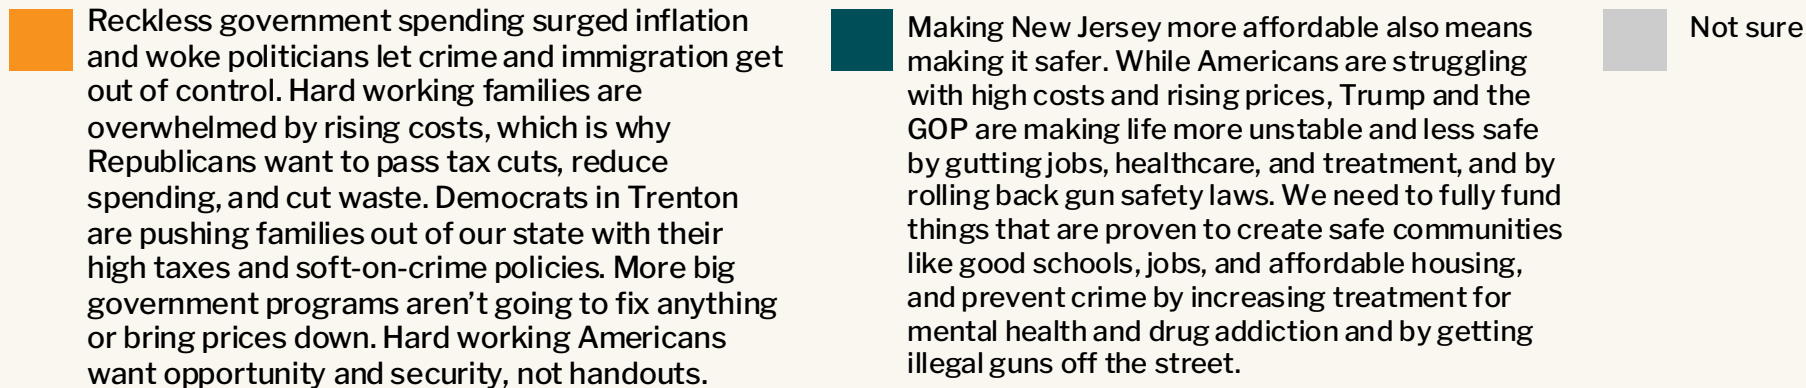 Reckless government spending surged inflation
and woke politicians let crime and immigration get
out of control. Hard working families are
overwhelmed by rising costs, which is why
Republicans want to pass tax cuts, reduce
spending, and cut waste. Democrats in Trenton
are pushing families out of our state with their
high taxes and soft-on-crime policies. More big
government programs aren’t going to fix anything
or bring prices down. Hard working Americans
want opportunity and security, not handouts.
Making New Jersey more affordable also means
making it safer. While Americans are struggling
with high costs and rising prices, Trump and the
GOP are making life more unstable and less safe
by gutting jobs, healthcare, and treatment, and by
rolling back gun safety laws. We need to fully fund
things that are proven to create safe communities
like good schools, jobs, and affordable housing,
and prevent crime by increasing treatment for
mental health and drug addiction and by getting
illegal guns off the street.
Not sure